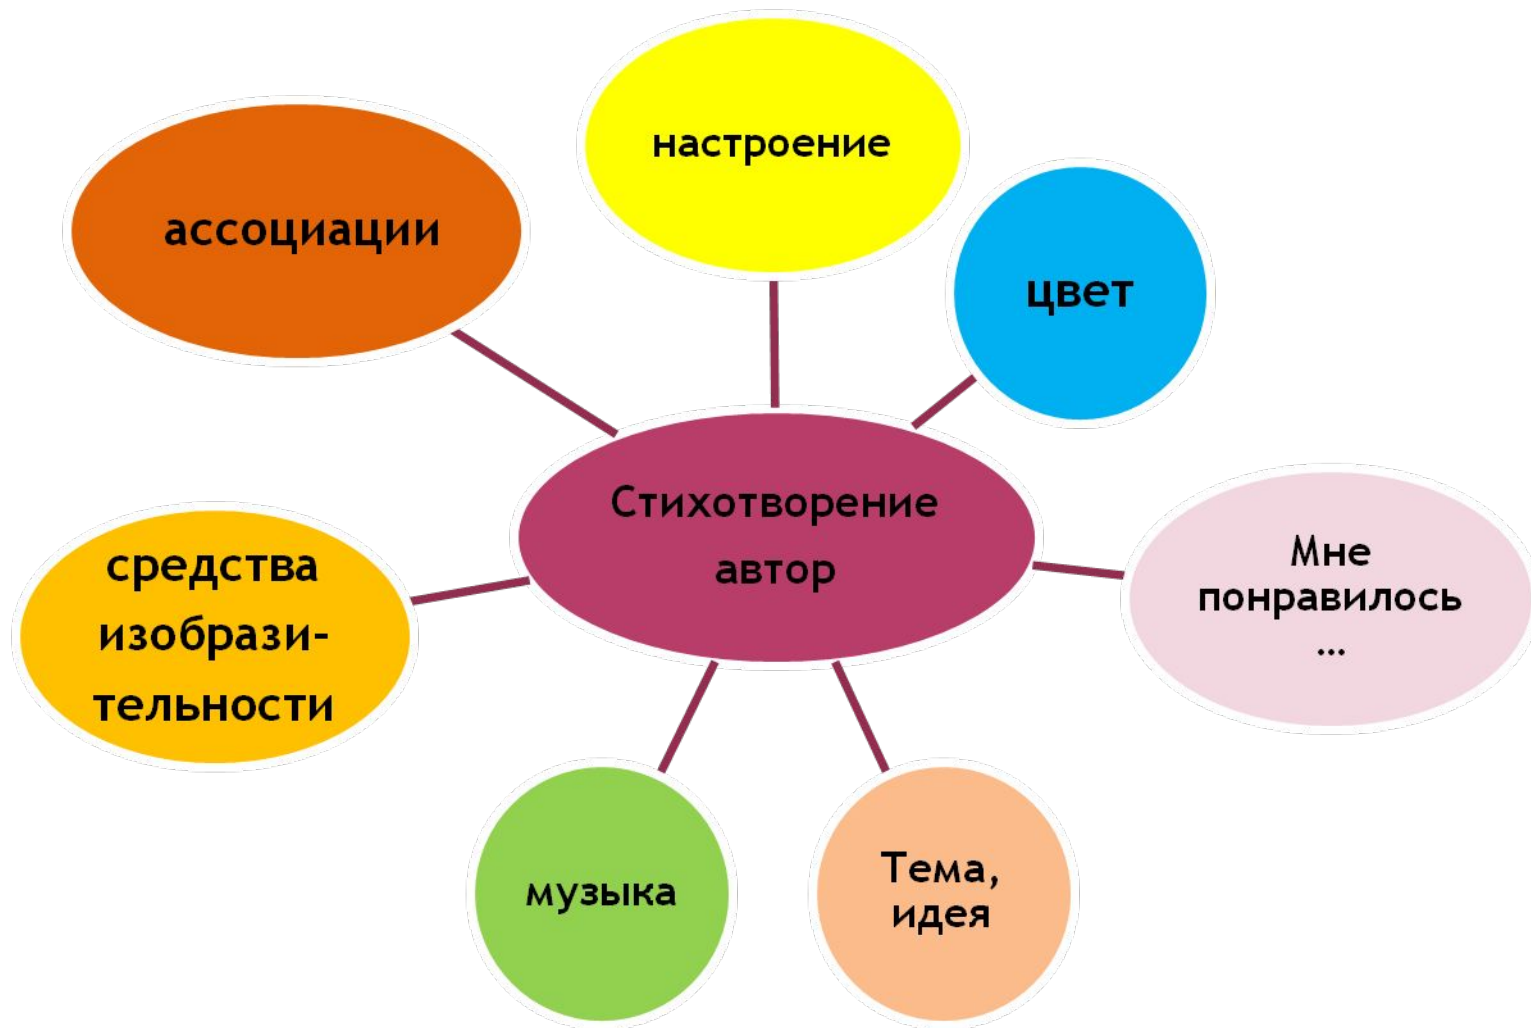 настроение
ассоциации
цвет
Стихотворение
автор
Мне
понравилось
...
средства
изобрази-
тельности
музыка
Тема,
идея